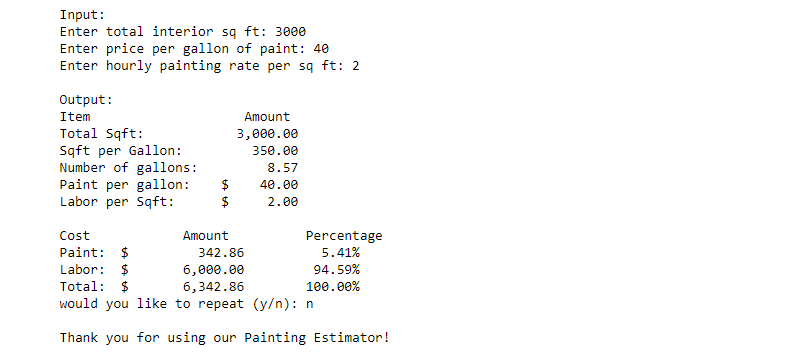 Input:
Enter total interior sq ft: 3000
Enter price per gallon of paint: 40
Enter hourly painting rate per sq ft: 2
Output:
Item Amount
Total Sqft: 3,000.00
Sqft per Gallon: 350.00
Number of gallons: 8.57
Paint per gallon: $ 40.00
Labor per Sqft: $ 2.00
Cost Amount Percentage
Paint: $ 342.86 5.41%
Labor: $ 6,000.00 94.59%
Total: $ 6,342.86 100.00%
would you like to repeat (y/n): n
Thank you for using our Painting Estimator!